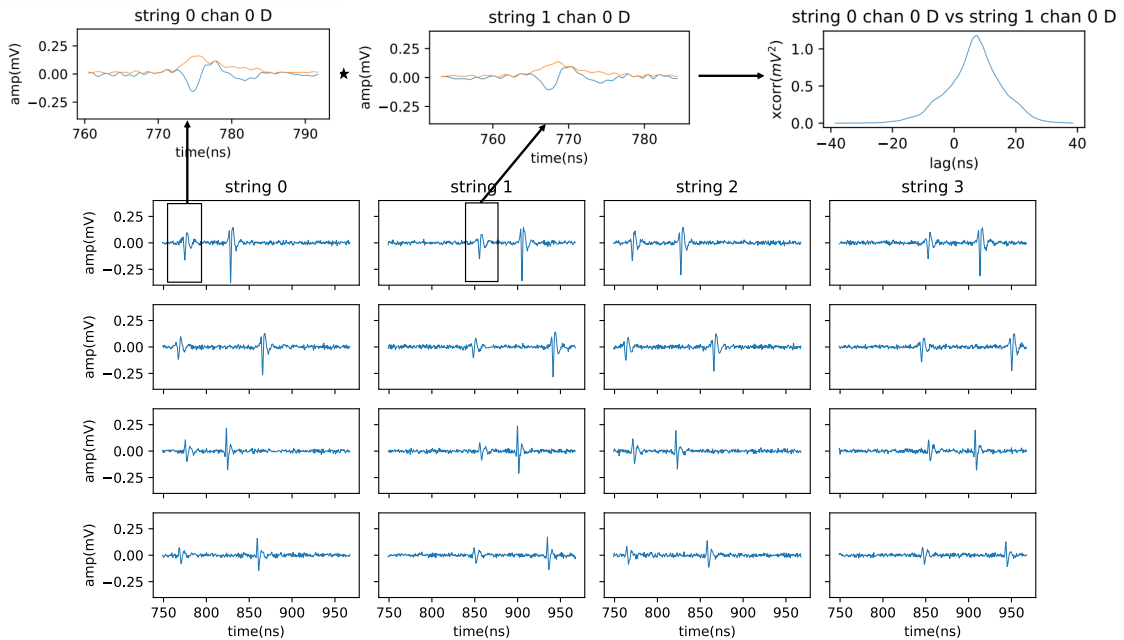 string 0 chan 0 D
string 1 chan 0 D
string 0 chan 0 D vs string 1 chan 0 D
amp(mV)
0.25
0.00
−0.25
760 770 780 790
time(ns)
amp(mV)
0.25
0.00
−0.25
760 770 780
time(ns)
xcorr(mV²)
1.0
0.5
0.0
−40 −20 0 20 40
lag(ns)
string 0
string 1
string 2
string 3
amp(mV)
0.25
0.00
−0.25
amp(mV)
0.25
0.00
−0.25
amp(mV)
0.25
0.00
−0.25
amp(mV)
0.25
0.00
−0.25
750 800 850 900 950
750 800 850 900 950
750 800 850 900 950
750 800 850 900 950
time(ns)
time(ns)
time(ns)
time(ns)